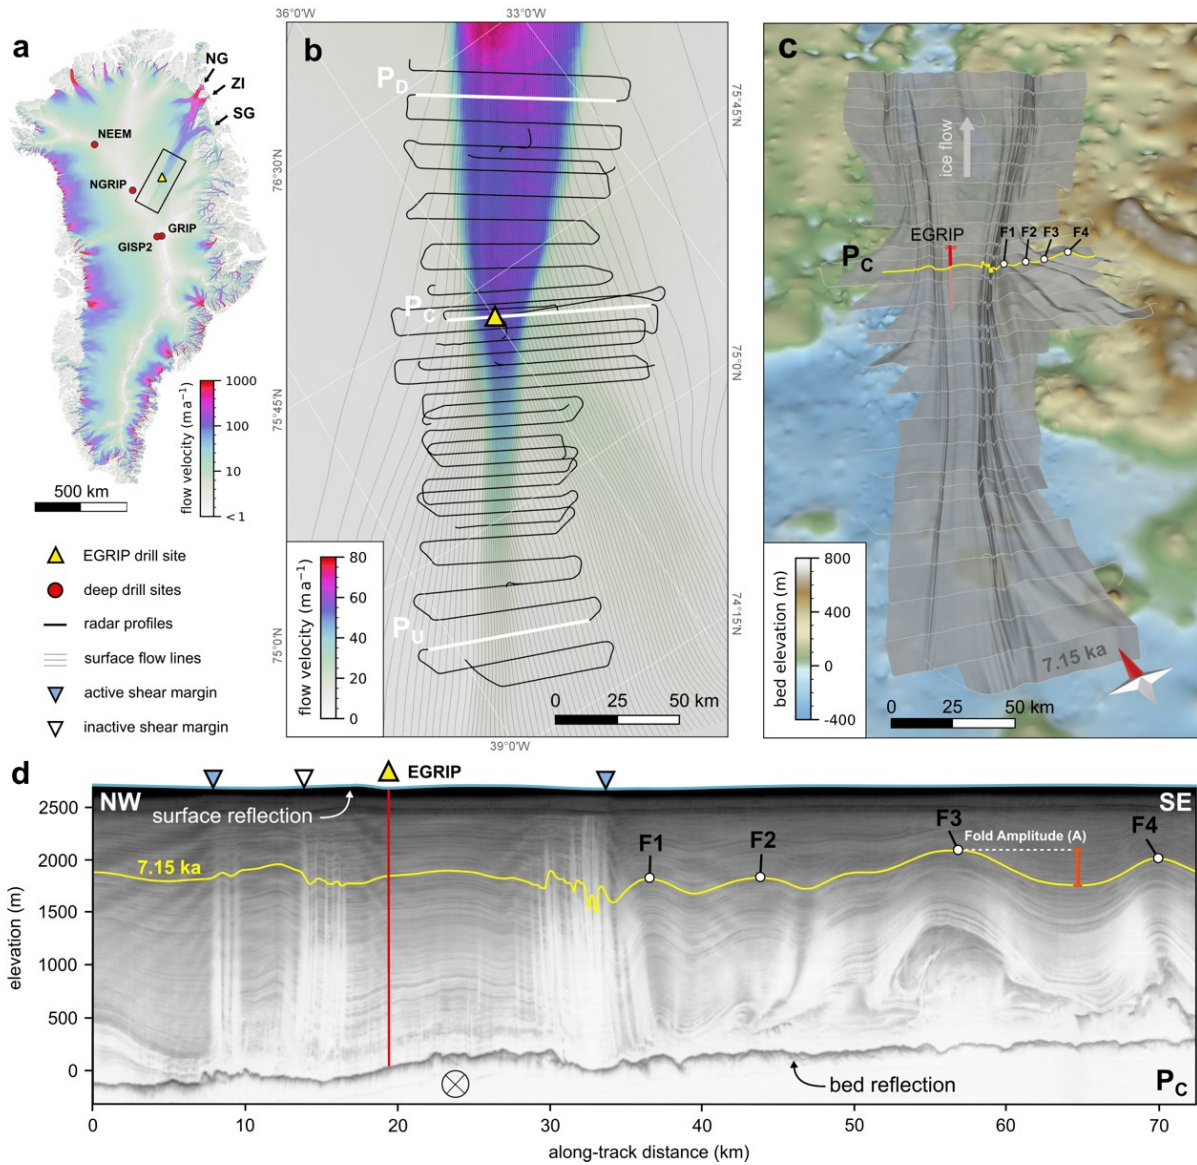 a
NG
ZI
SG
NEEM
NGRIP
GRIP
GISP2
flow velocity (m a⁻¹)
1000
100
10
<1
500 km
EGRIP drill site
deep drill sites
radar profiles
surface flow lines
active shear margin
inactive shear margin
36°0'W
33°0'W
b
P_D
P_C
P_U
76°30'N
75°45'N
75°0'N
75°45'N
75°0'N
74°15'N
39°0'W
flow velocity (m a⁻¹)
80
60
40
20
0
0 25 50 km
c
ice flow
EGRIP
F1 F2 F3 F4
P_C
7.15 ka
bed elevation (m)
800
400
0
-400
0 25 50 km
d
EGRIP
NW
SE
surface reflection
7.15 ka
F1
F2
F3
Fold Amplitude (A)
F4
bed reflection
P_C
elevation (m)
2500
2000
1500
1000
500
0
0 10 20 30 40 50 60 70
along-track distance (km)